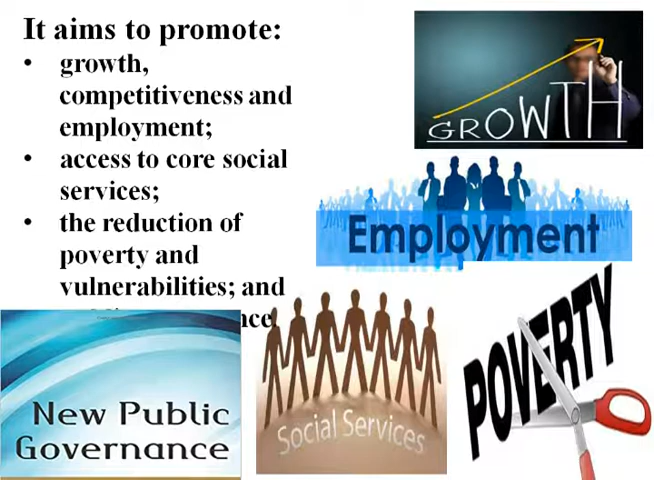 It aims to promote:
• growth,
competitiveness and
employment;
• access to core social
services;
• the reduction of
poverty and
vulnerabilities; and
GROWTH
Employment
POVERTY
Social Services
New Public
Governance